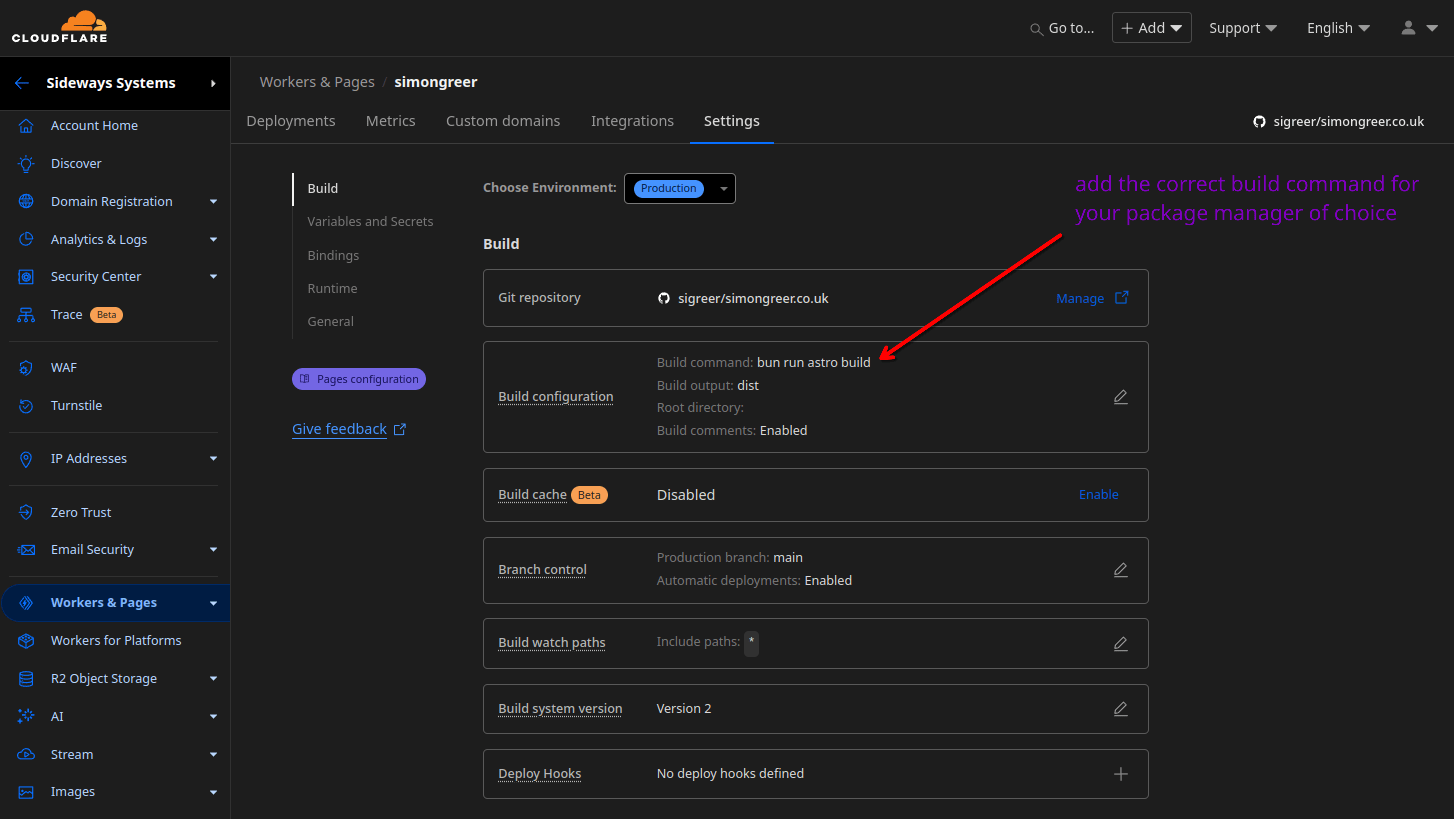 CLOUDFLARE
Go to...
+ Add
Support
English
Sideways Systems
Workers & Pages / simongreer
Account Home
Discover
Domain Registration
Analytics & Logs
Security Center
Trace Beta
WAF
Turnstile
IP Addresses
Zero Trust
Email Security
Workers & Pages
Workers for Platforms
R2 Object Storage
AI
Stream
Images
Deployments Metrics Custom domains Integrations Settings
sigreer/simongreer.co.uk
Build
Variables and Secrets
Bindings
Runtime
General
Pages configuration
Give feedback
Choose Environment: Production
add the correct build command for
your package manager of choice
Build
Git repository sigreer/simongreer.co.uk Manage
Build configuration
Build command: bun run astro build
Build output: dist
Root directory:
Build comments: Enabled
Build cache Beta Disabled Enable
Branch control
Production branch: main
Automatic deployments: Enabled
Build watch paths Include paths: *
Build system version Version 2
Deploy Hooks No deploy hooks defined